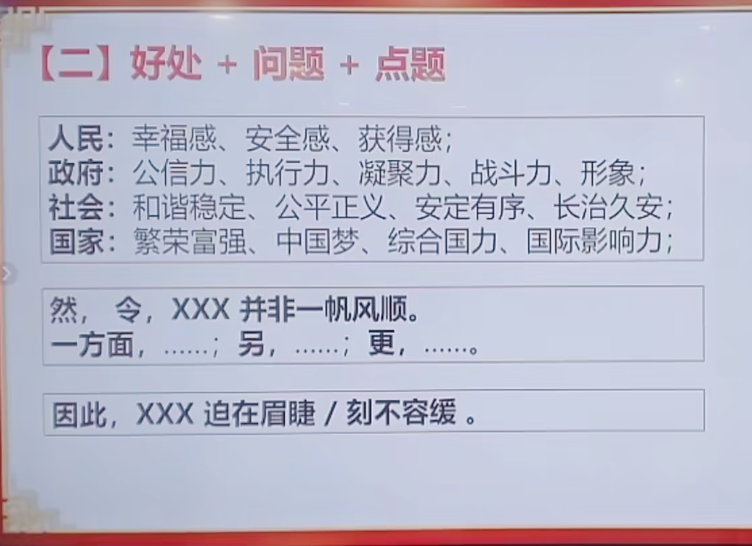 【二】好处 + 问题 + 点题
人民：幸福感、安全感、获得感；
政府：公信力、执行力、凝聚力、战斗力、形象；
社会：和谐稳定、公平正义、安定有序、长治久安；
国家：繁荣富强、中国梦、综合国力、国际影响力；
然， 令，XXX 并非一帆风顺。
一方面，……；另，……；更，……。
因此，XXX 迫在眉睫 / 刻不容缓 。